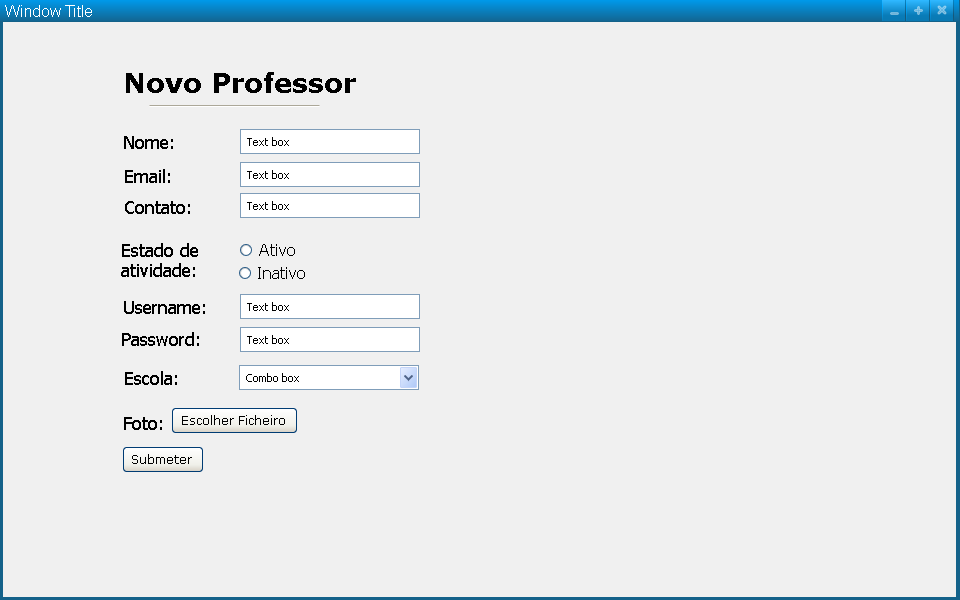 Window Title
Novo Professor
Nome: Text box
Email: Text box
Contato: Text box
Estado de
atividade:
Ativo
Inativo
Username: Text box
Password: Text box
Escola: Combo box
Foto: Escolher Ficheiro
Submeter